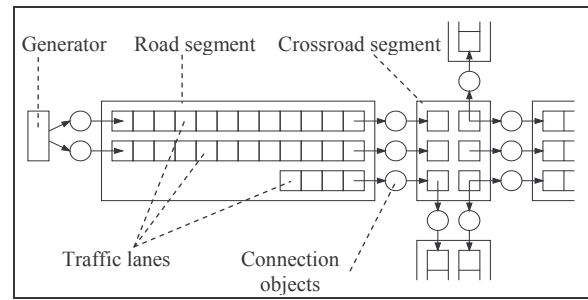 Generator
Road segment
Crossroad segment
Traffic lanes
Connection
objects